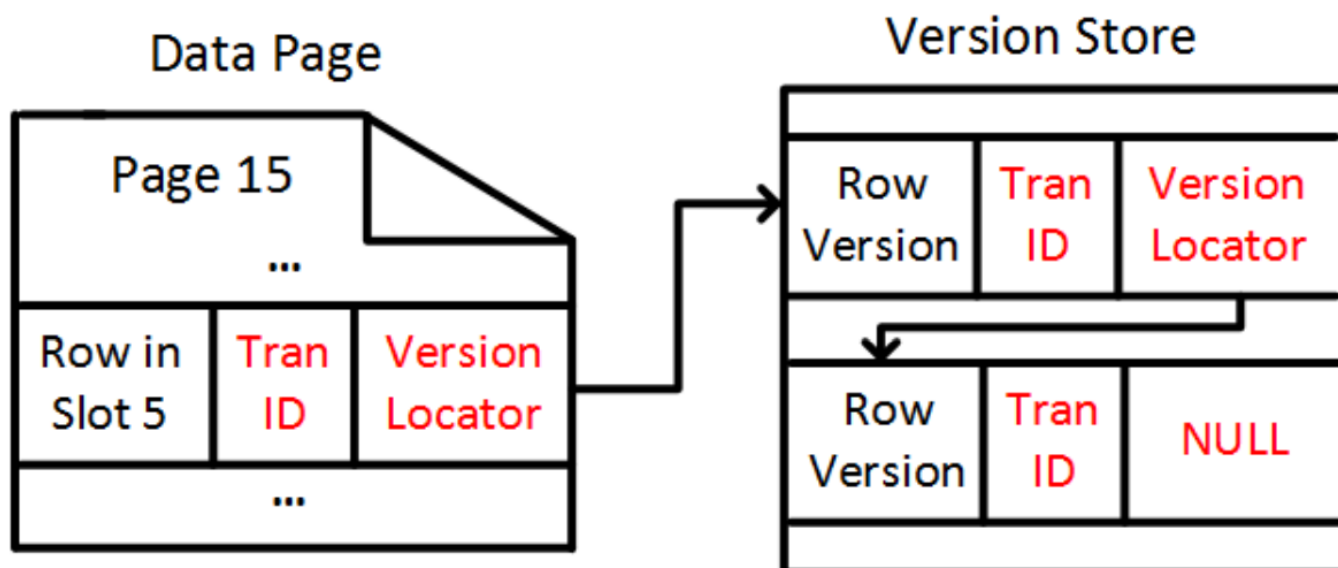 Data Page
Page 15
...
Row in
Slot 5
Tran
ID
Version
Locator
...
Version Store
Row
Version
Tran
ID
Version
Locator
Row
Version
Tran
ID
NULL